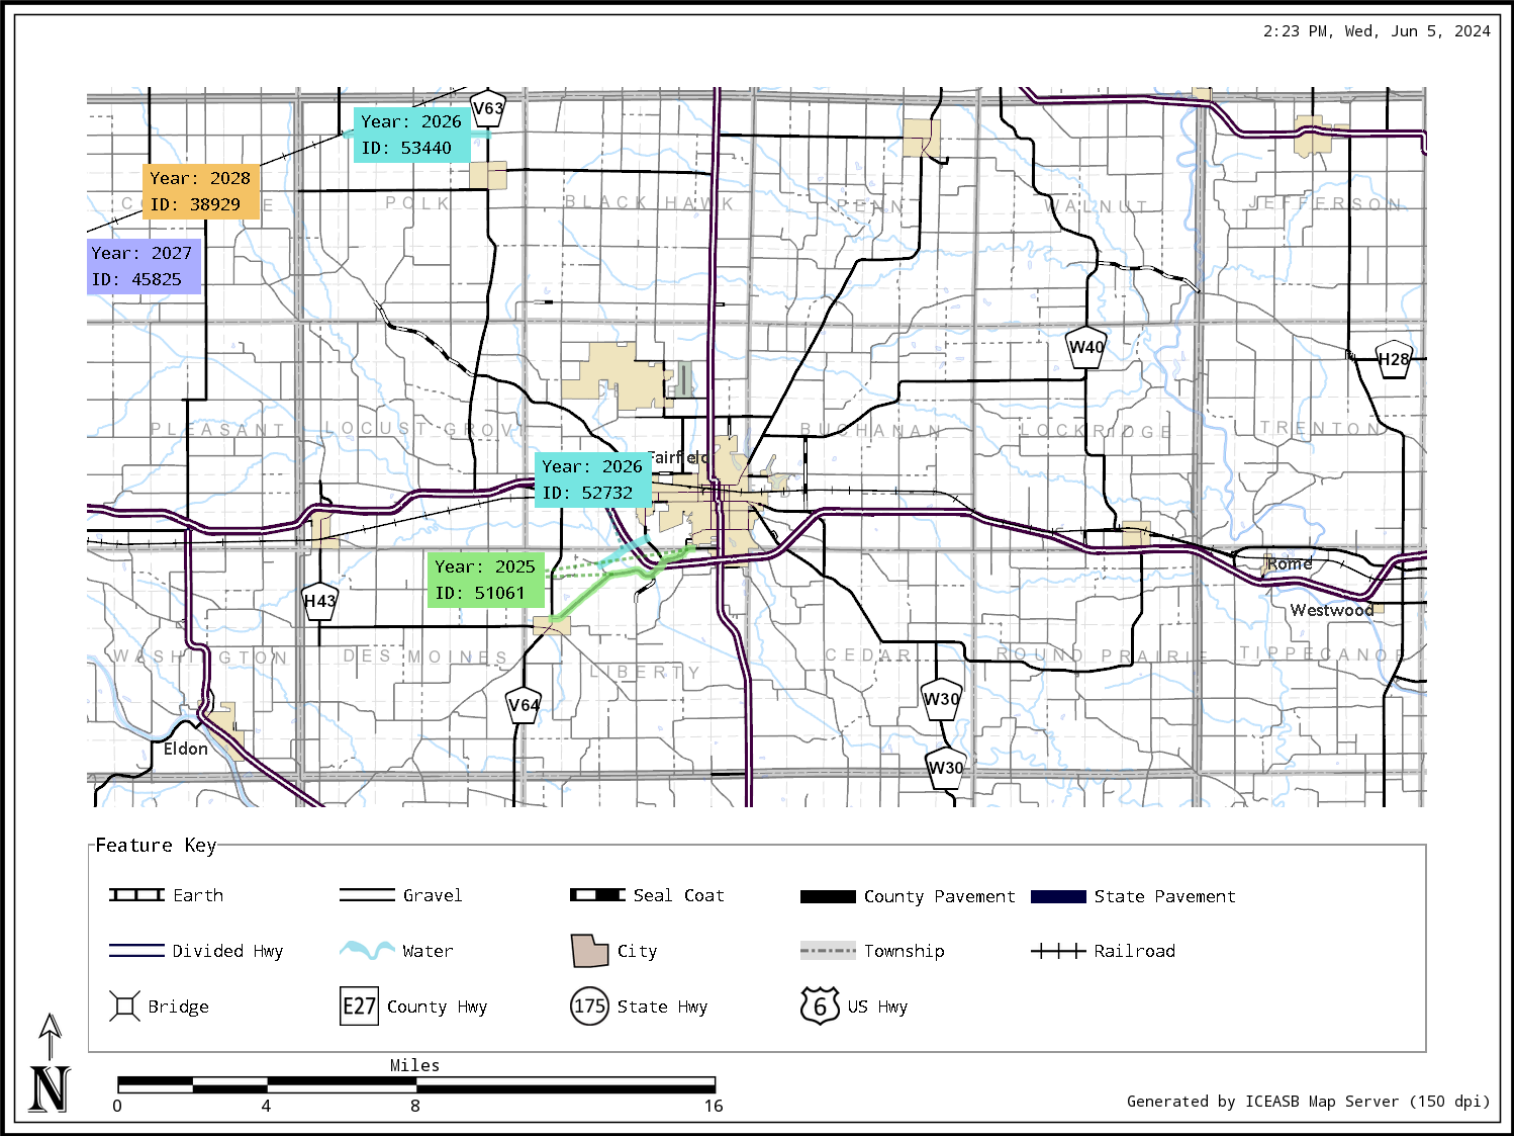 2:23 PM, Wed, Jun 5, 2024
V63
Year: 2026
ID: 53440
Year: 2028
ID: 38929
POLK
BLACK HAWK
PENN
WALNUT
JEFFERSON
Year: 2027
ID: 45825
W40
H28
PLEASANT
LOCUST GROV
BUCHANAN
LOCKRIDGE
TRENTON
Fairfield
Year: 2026
ID: 52732
Year: 2025
ID: 51061
Rome
H43
Westwood
WASHINGTON
DES MOINES
LIBERTY
CEDAR
ROUND PRAIRIE
TIPPECANOE
V64
W30
Eldon
W30
Feature Key
Earth
Gravel
Seal Coat
County Pavement
State Pavement
Divided Hwy
Water
City
Township
Railroad
Bridge
E27
County Hwy
175
State Hwy
6
US Hwy
N
Miles
0 4 8 16
Generated by ICEASB Map Server (150 dpi)